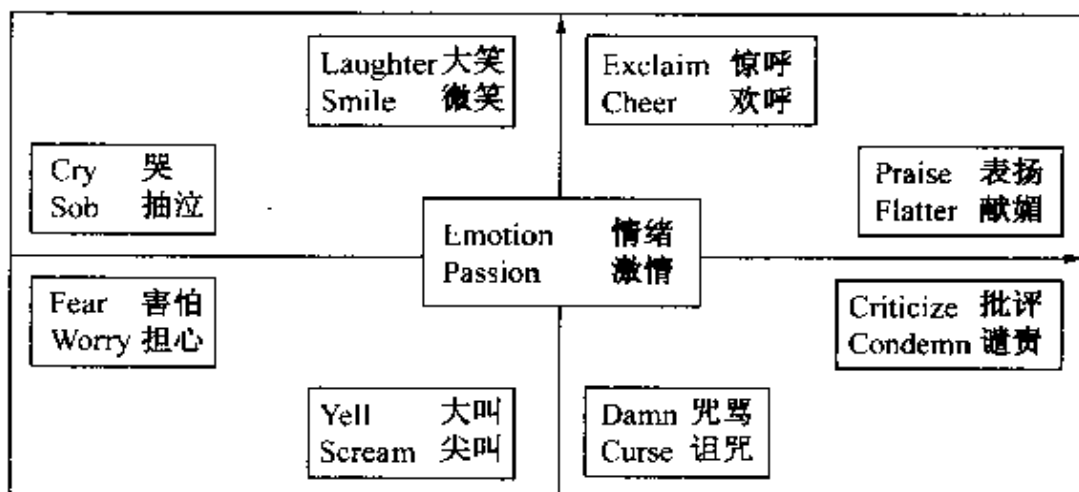 Laughter 大笑
Smile 微笑
Exclaim 惊呼
Cheer 欢呼
Cry 哭
Sob 抽泣
Praise 表扬
Flatter 献媚
Emotion 情绪
Passion 激情
Fear 害怕
Worry 担心
Criticize 批评
Condemn 谴责
Yell 大叫
Scream 尖叫
Damn 咒骂
Curse 诅咒